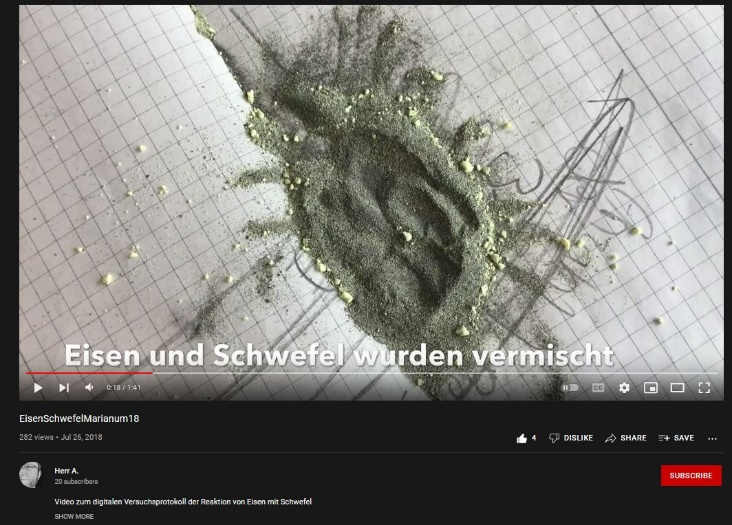 Eisen und Schwefel wurden vermischt
0:18 / 1:41
CC
EisenSchwefelMarianum18
282 views • Jul 26, 2018
4 DISLIKE SHARE SAVE
Herr A.
20 subscribers
SUBSCRIBE
Video zum digitalen Versuchsprotokoll der Reaktion von Eisen mit Schwefel
SHOW MORE